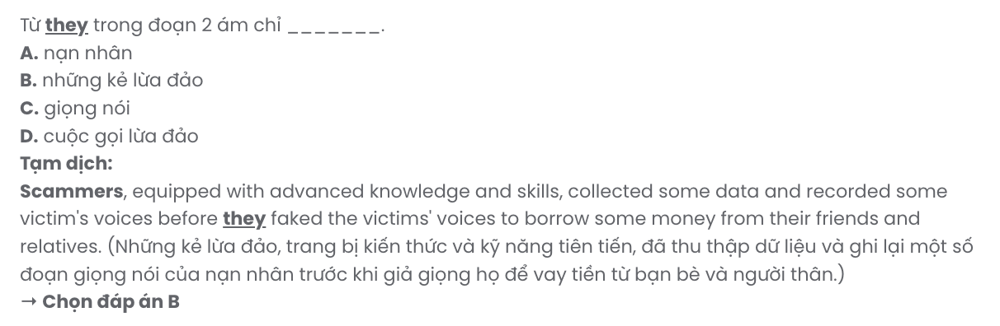 Từ they trong đoạn 2 ám chỉ _______.
A. nạn nhân
B. những kẻ lừa đảo
C. giọng nói
D. cuộc gọi lừa đảo
Tạm dịch:
Scammers, equipped with advanced knowledge and skills, collected some data and recorded some
victim's voices before they faked the victims' voices to borrow some money from their friends and
relatives. (Những kẻ lừa đảo, trang bị kiến thức và kỹ năng tiên tiến, đã thu thập dữ liệu và ghi lại một số
đoạn giọng nói của nạn nhân trước khi giả giọng họ để vay tiền từ bạn bè và người thân.)
→ Chọn đáp án B